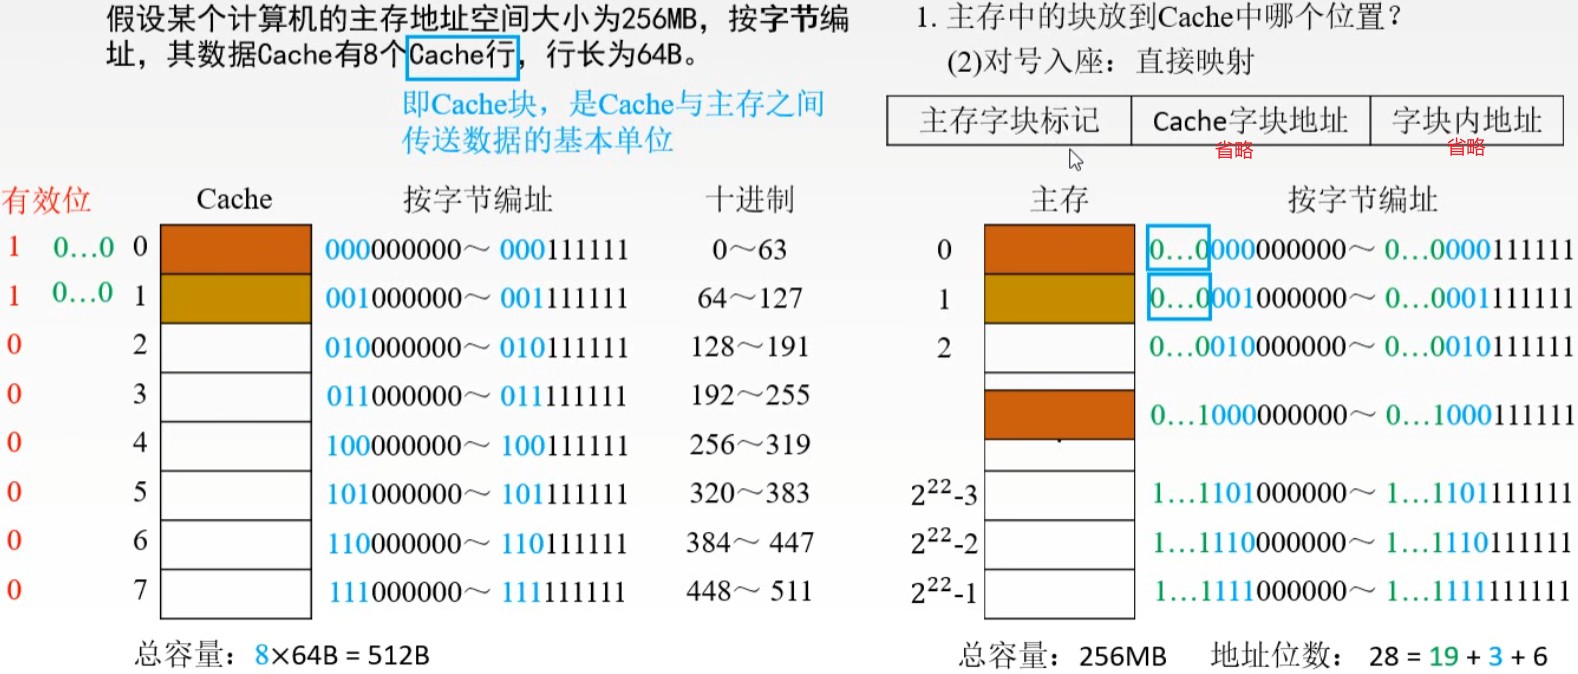 假设某个计算机的主存地址空间大小为256MB，按字节编
址，其数据Cache有8个Cache行，行长为64B。
即Cache块，是Cache与主存之间
传送数据的基本单位
1. 主存中的块放到Cache中哪个位置？
(2)对号入座：直接映射
主存字块标记 Cache字块地址 字块内地址
省略 省略
有效位 Cache 按字节编址 十进制
1 0…0 0 000000000～ 000111111 0～63
1 0…0 1 001000000～ 001111111 64～127
0 2 010000000～ 010111111 128～191
0 3 011000000～ 011111111 192～255
0 4 100000000～ 100111111 256～319
0 5 101000000～ 101111111 320～383
0 6 110000000～ 110111111 384～ 447
0 7 111000000～ 111111111 448～ 511
总容量：8×64B = 512B
主存 按字节编址
0 0…0000000000～ 0…0000111111
1 0…0001000000～ 0…0001111111
2 0…0010000000～ 0…0010111111
0…1000000000～ 0…1000111111
2²²-3 1…1101000000～ 1…1101111111
2²²-2 1…1110000000～ 1…1110111111
2²²-1 1…1111000000～ 1…1111111111
总容量：256MB 地址位数： 28 = 19 + 3 + 6